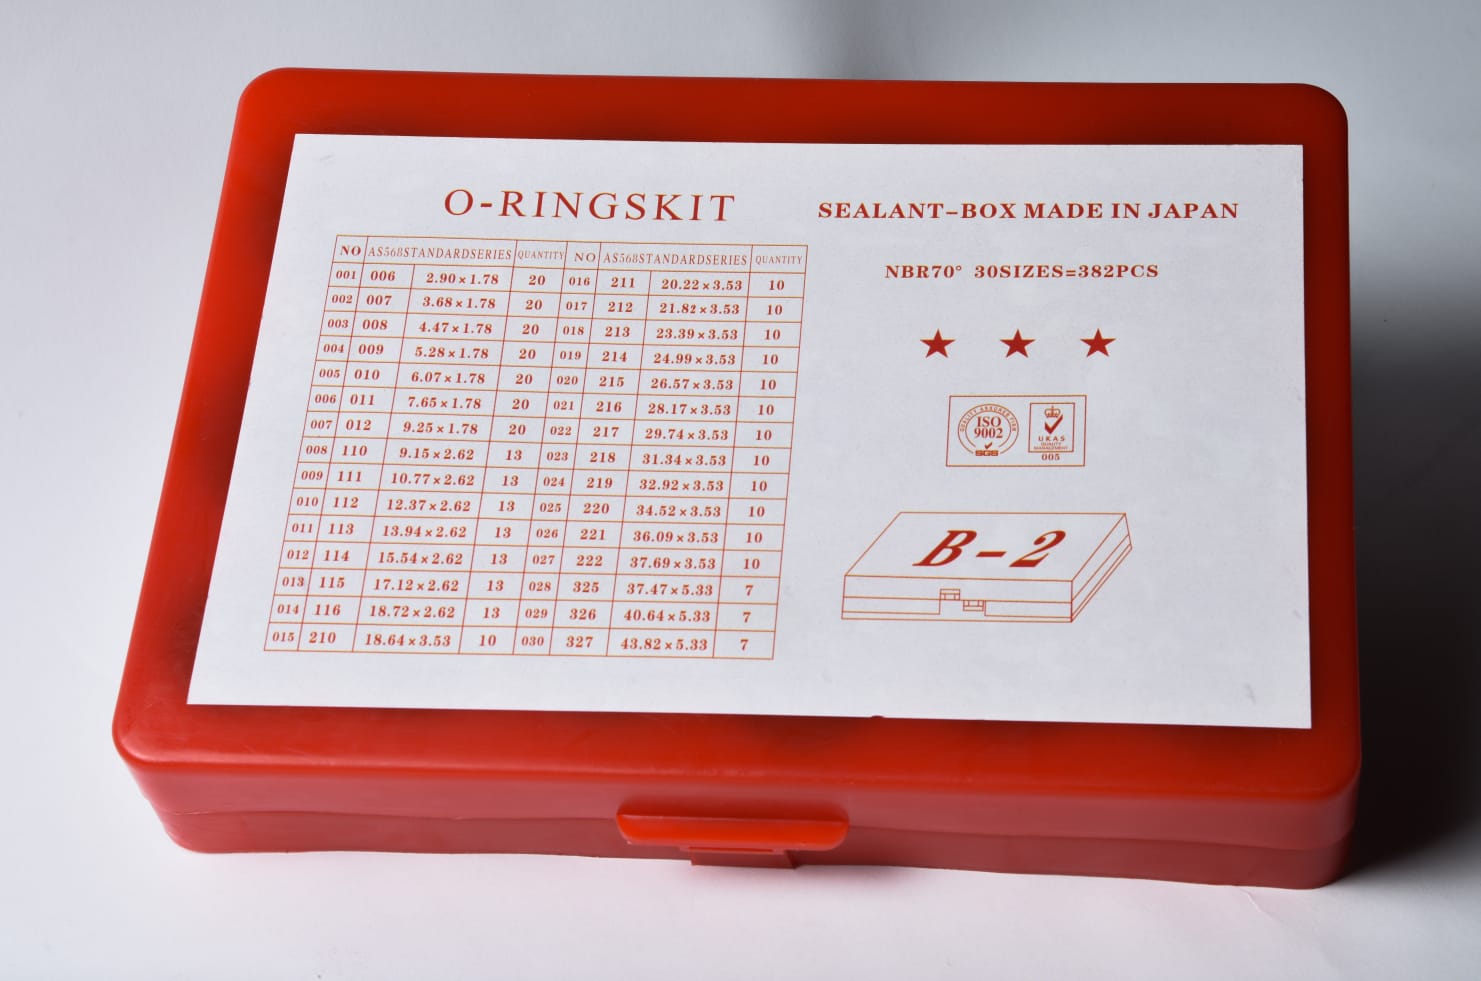 O-RINGSKIT
NO AS568STANDARDSERIES QUANTITY NO AS568STANDARDSERIES QUANTITY
001 006 2.90×1.78 20 016 211 20.22×3.53 10
002 007 3.68×1.78 20 017 212 21.82×3.53 10
003 008 4.47×1.78 20 018 213 23.39×3.53 10
004 009 5.28×1.78 20 019 214 24.99×3.53 10
005 010 6.07×1.78 20 020 215 26.57×3.53 10
006 011 7.65×1.78 20 021 216 28.17×3.53 10
007 012 9.25×1.78 20 022 217 29.74×3.53 10
008 110 9.15×2.62 13 023 218 31.34×3.53 10
009 111 10.77×2.62 13 024 219 32.92×3.53 10
010 112 12.37×2.62 13 025 220 34.52×3.53 10
011 113 13.94×2.62 13 026 221 36.09×3.53 10
012 114 15.54×2.62 13 027 222 37.69×3.53 10
013 115 17.12×2.62 13 028 325 37.47×5.33 7
014 116 18.72×2.62 13 029 326 40.64×5.33 7
015 210 18.64×3.53 10 030 327 43.82×5.33 7
SEALANT-BOX MADE IN JAPAN
NBR70° 30SIZES=382PCS
QUALITY ASSURED FIRM
ISO
9002
SGS
UKAS
QUALITY
MANAGEMENT
005
B-2